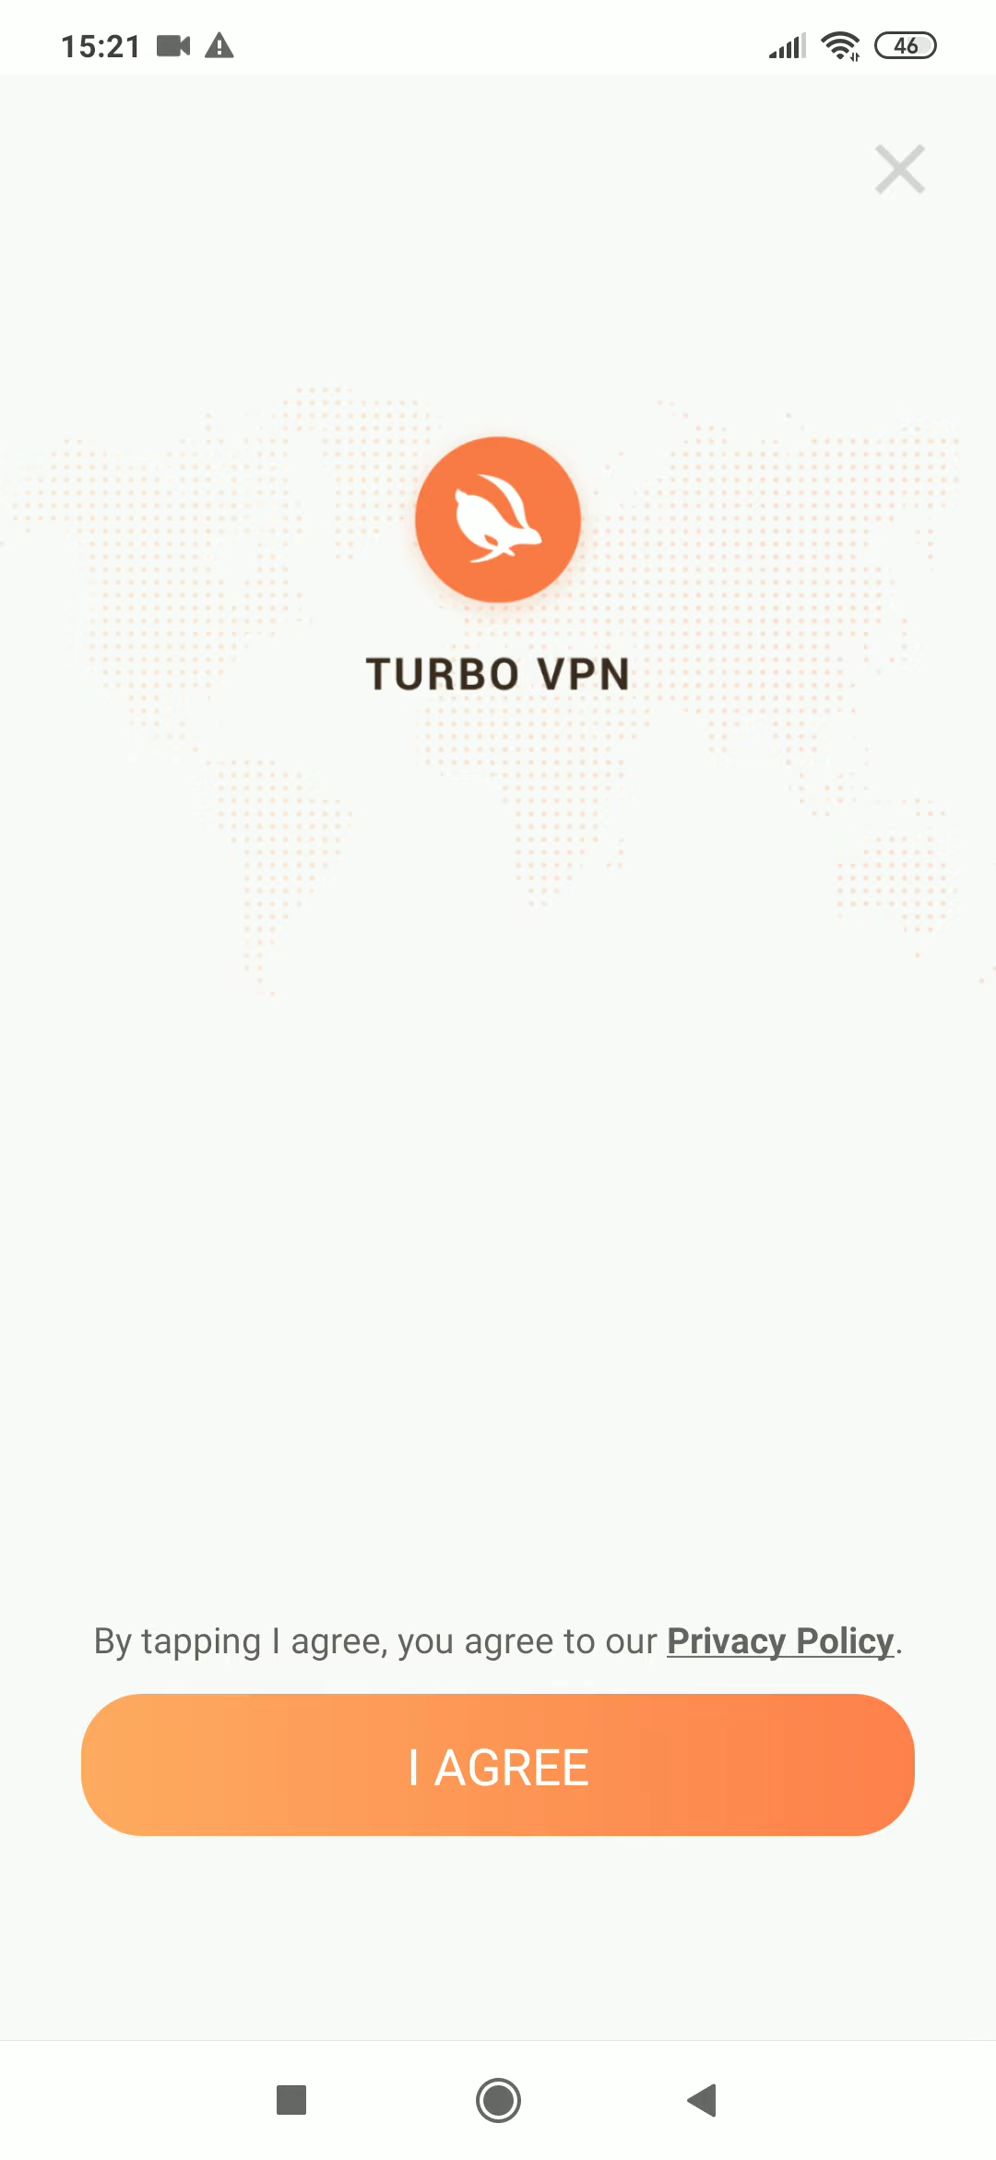 15:21
46
TURBO VPN
By tapping I agree, you agree to our Privacy Policy.
I AGREE